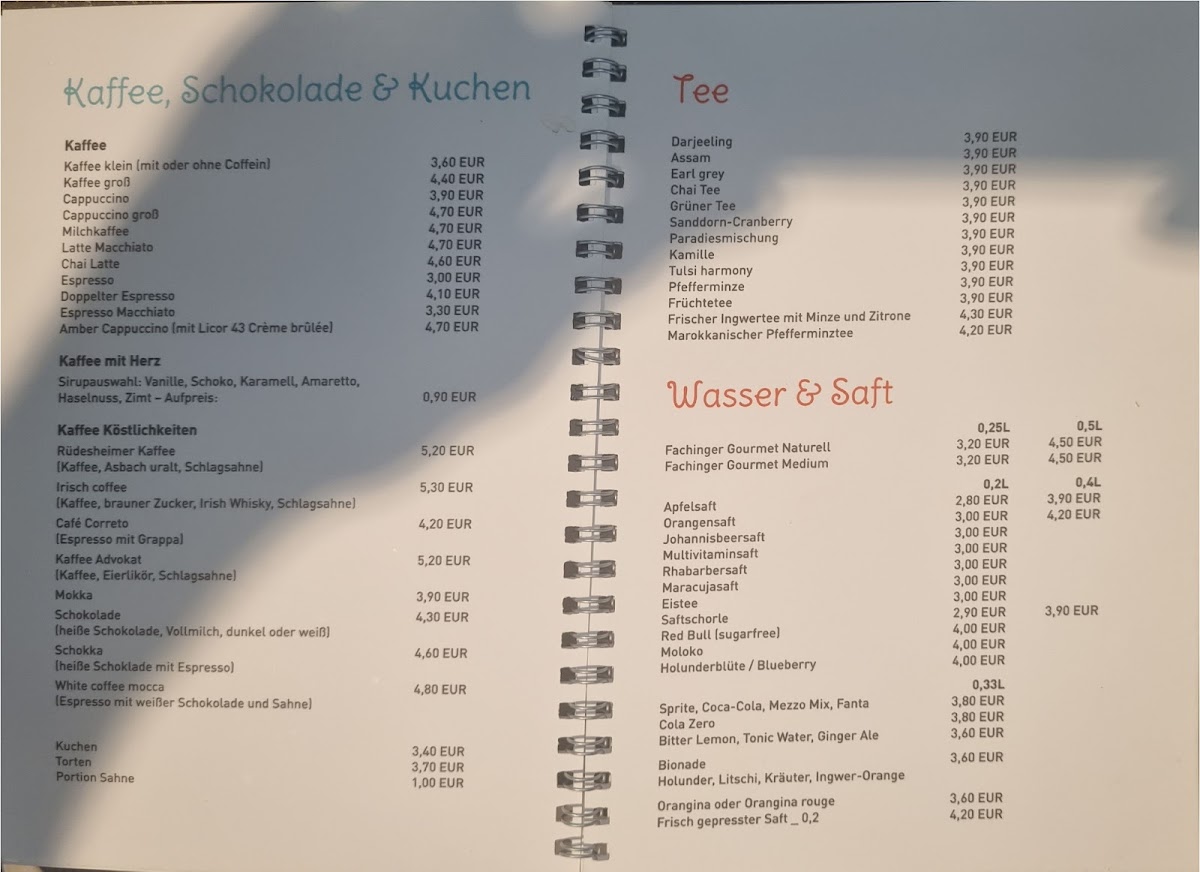 Kaffee, Schokolade & Kuchen
Kaffee
Kaffee klein (mit oder ohne Coffein) 3,60 EUR
Kaffee groß 4,40 EUR
Cappuccino 3,90 EUR
Cappuccino groß 4,70 EUR
Milchkaffee 4,70 EUR
Latte Macchiato 4,70 EUR
Chai Latte 4,60 EUR
Espresso 3,00 EUR
Doppelter Espresso 4,10 EUR
Espresso Macchiato 3,30 EUR
Amber Cappuccino (mit Licor 43 Crème brûlée) 4,70 EUR
Kaffee mit Herz
Sirupauswahl: Vanille, Schoko, Karamell, Amaretto,
Haselnuss, Zimt – Aufpreis: 0,90 EUR
Kaffee Köstlichkeiten
Rüdesheimer Kaffee 5,20 EUR
(Kaffee, Asbach uralt, Schlagsahne)
Irisch coffee 5,30 EUR
(Kaffee, brauner Zucker, Irish Whisky, Schlagsahne)
Café Correto 4,20 EUR
(Espresso mit Grappa)
Kaffee Advokat 5,20 EUR
(Kaffee, Eierlikör, Schlagsahne)
Mokka 3,90 EUR
Schokolade 4,30 EUR
(heiße Schokolade, Vollmilch, dunkel oder weiß)
Schokka 4,60 EUR
(heiße Schoklade mit Espresso)
White coffee mocca 4,80 EUR
(Espresso mit weißer Schokolade und Sahne)
Kuchen 3,40 EUR
Torten 3,70 EUR
Portion Sahne 1,00 EUR
Tee
Darjeeling 3,90 EUR
Assam 3,90 EUR
Earl grey 3,90 EUR
Chai Tee 3,90 EUR
Grüner Tee 3,90 EUR
Sanddorn-Cranberry 3,90 EUR
Paradiesmischung 3,90 EUR
Kamille 3,90 EUR
Tulsi harmony 3,90 EUR
Pfefferminze 3,90 EUR
Früchtetee 3,90 EUR
Frischer Ingwertee mit Minze und Zitrone 4,30 EUR
Marokkanischer Pfefferminztee 4,20 EUR
Wasser & Saft
0,25L 0,5L
Fachinger Gourmet Naturell 3,20 EUR 4,50 EUR
Fachinger Gourmet Medium 3,20 EUR 4,50 EUR
0,2L 0,4L
Apfelsaft 2,80 EUR 3,90 EUR
Orangensaft 3,00 EUR 4,20 EUR
Johannisbeersaft 3,00 EUR
Multivitaminsaft 3,00 EUR
Rhabarbersaft 3,00 EUR
Maracujasaft 3,00 EUR
Eistee 3,00 EUR
Saftschorle 2,90 EUR 3,90 EUR
Red Bull (sugarfree) 4,00 EUR
Moloko 4,00 EUR
Holunderblüte / Blueberry 4,00 EUR
0,33L
Sprite, Coca-Cola, Mezzo Mix, Fanta 3,80 EUR
Cola Zero 3,80 EUR
Bitter Lemon, Tonic Water, Ginger Ale 3,60 EUR
Bionade 3,60 EUR
Holunder, Litschi, Kräuter, Ingwer-Orange
Orangina oder Orangina rouge 3,60 EUR
Frisch gepresster Saft _ 0,2 4,20 EUR